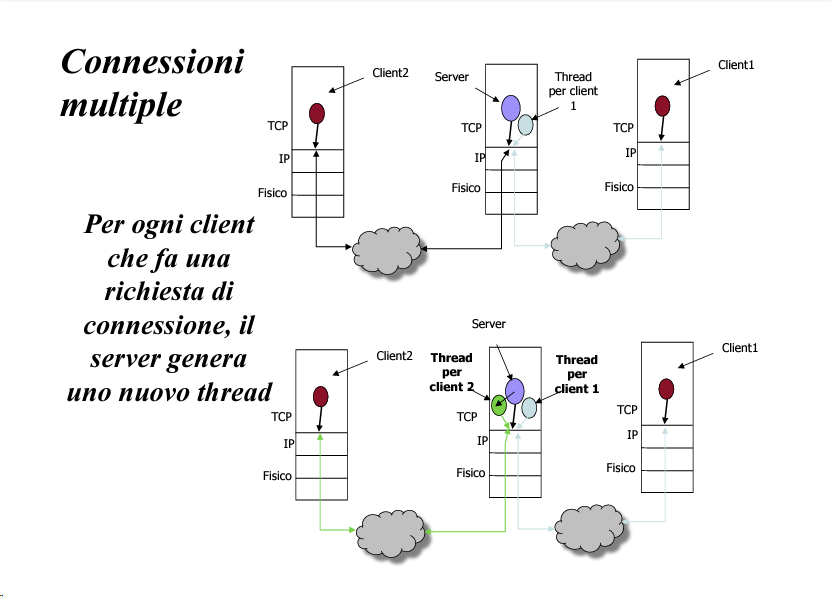 Connessioni
multiple
Client2
TCP
IP
Fisico
Server
Thread
per client
1
TCP
IP
Fisico
Client1
TCP
IP
Fisico
Per ogni client
che fa una
richiesta di
connessione, il
server genera
uno nuovo thread
Client2
TCP
IP
Fisico
Server
Thread
per
client 2
Thread
per
client 1
TCP
IP
Fisico
Client1
TCP
IP
Fisico